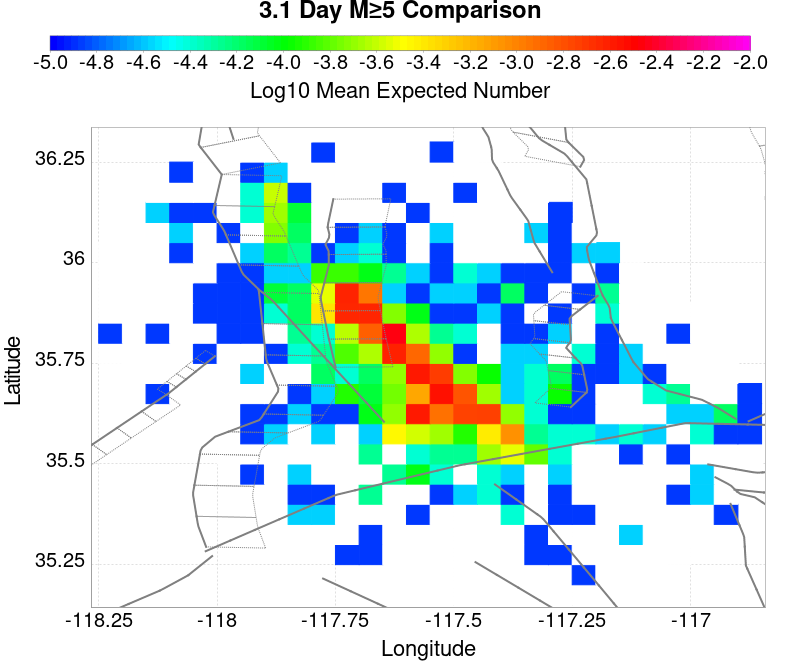 3.1 Day M≥5 Comparison
-5.0 -4.8 -4.6 -4.4 -4.2 -4.0 -3.8 -3.6 -3.4 -3.2 -3.0 -2.8 -2.6 -2.4 -2.2 -2.0
Log10 Mean Expected Number
36.25
36
35.75
35.5
35.25
Latitude
-118.25 -118 -117.75 -117.5 -117.25 -117
Longitude